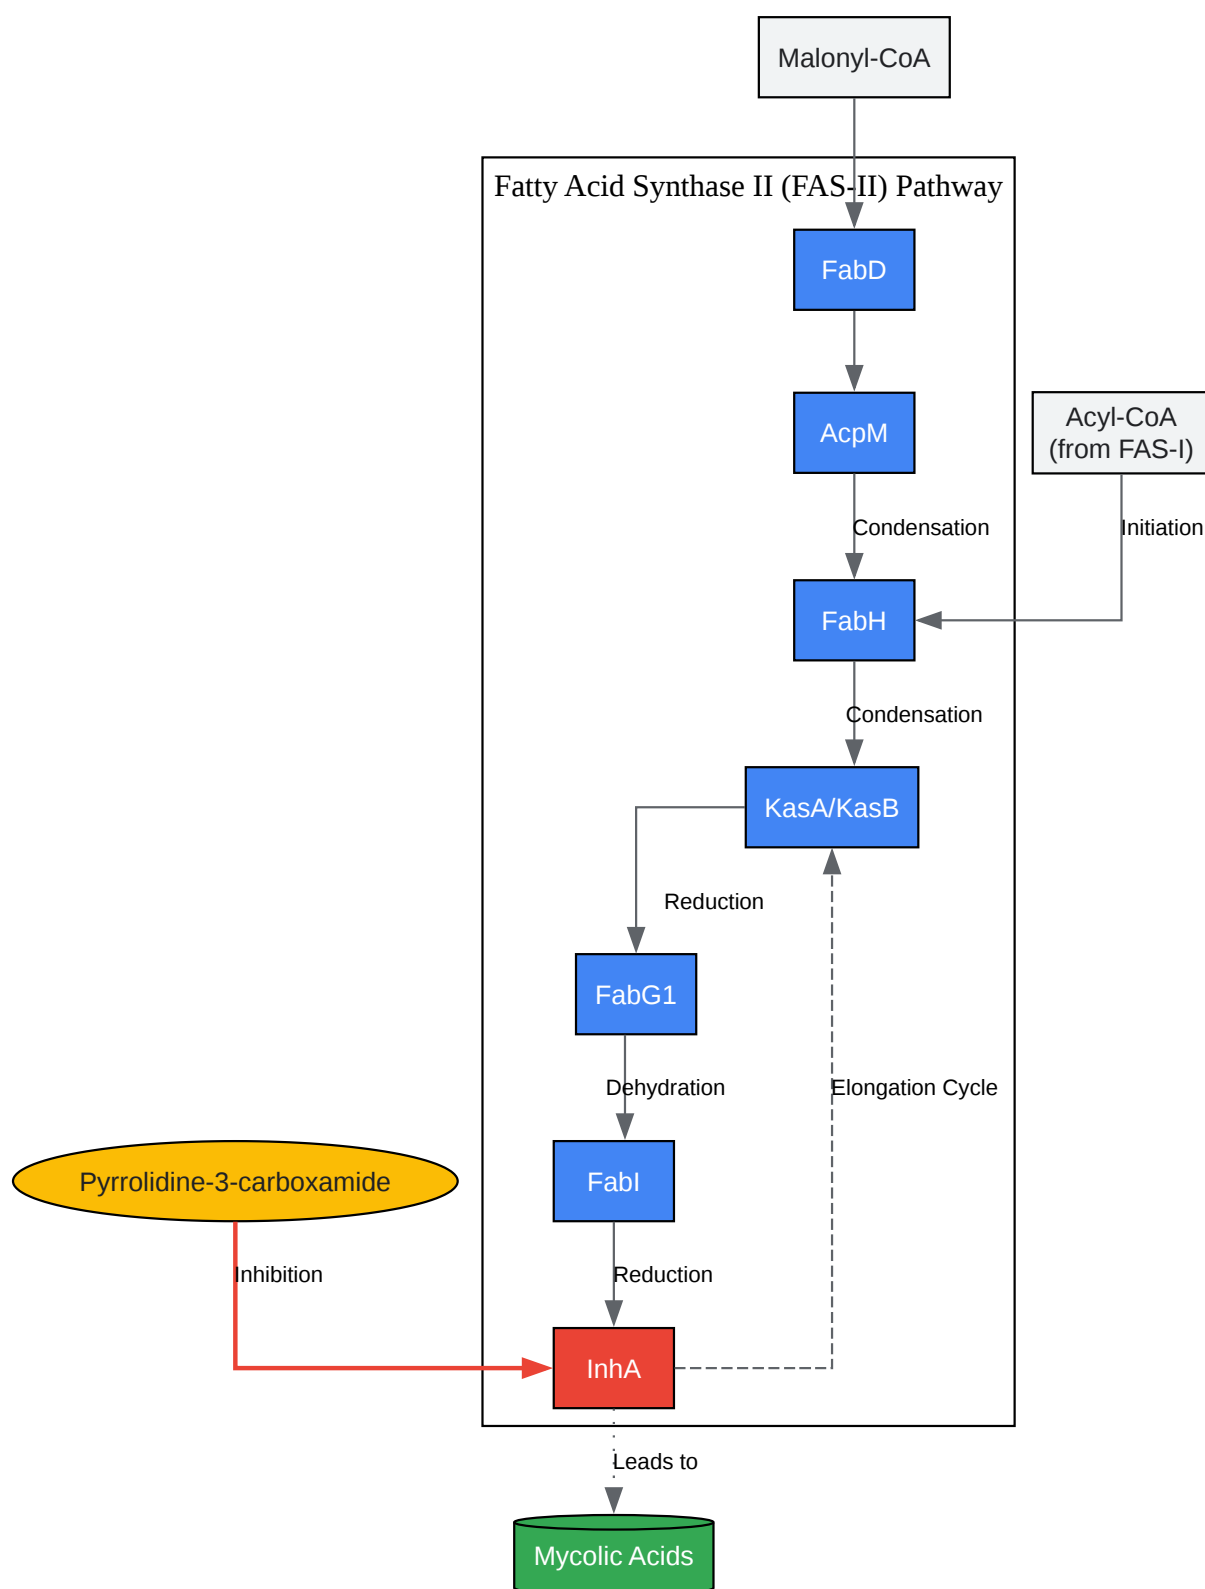 Malonyl-CoA
Fatty Acid Synthase II (FAS-II) Pathway
FabD
AcpM
Acyl-CoA
(from FAS-I)
Condensation
Initiation
FabH
Condensation
KasA/KasB
Reduction
FabG1
Dehydration
Elongation Cycle
Pyrrolidine-3-carboxamide
FabI
Inhibition
Reduction
InhA
Leads to
Mycolic Acids